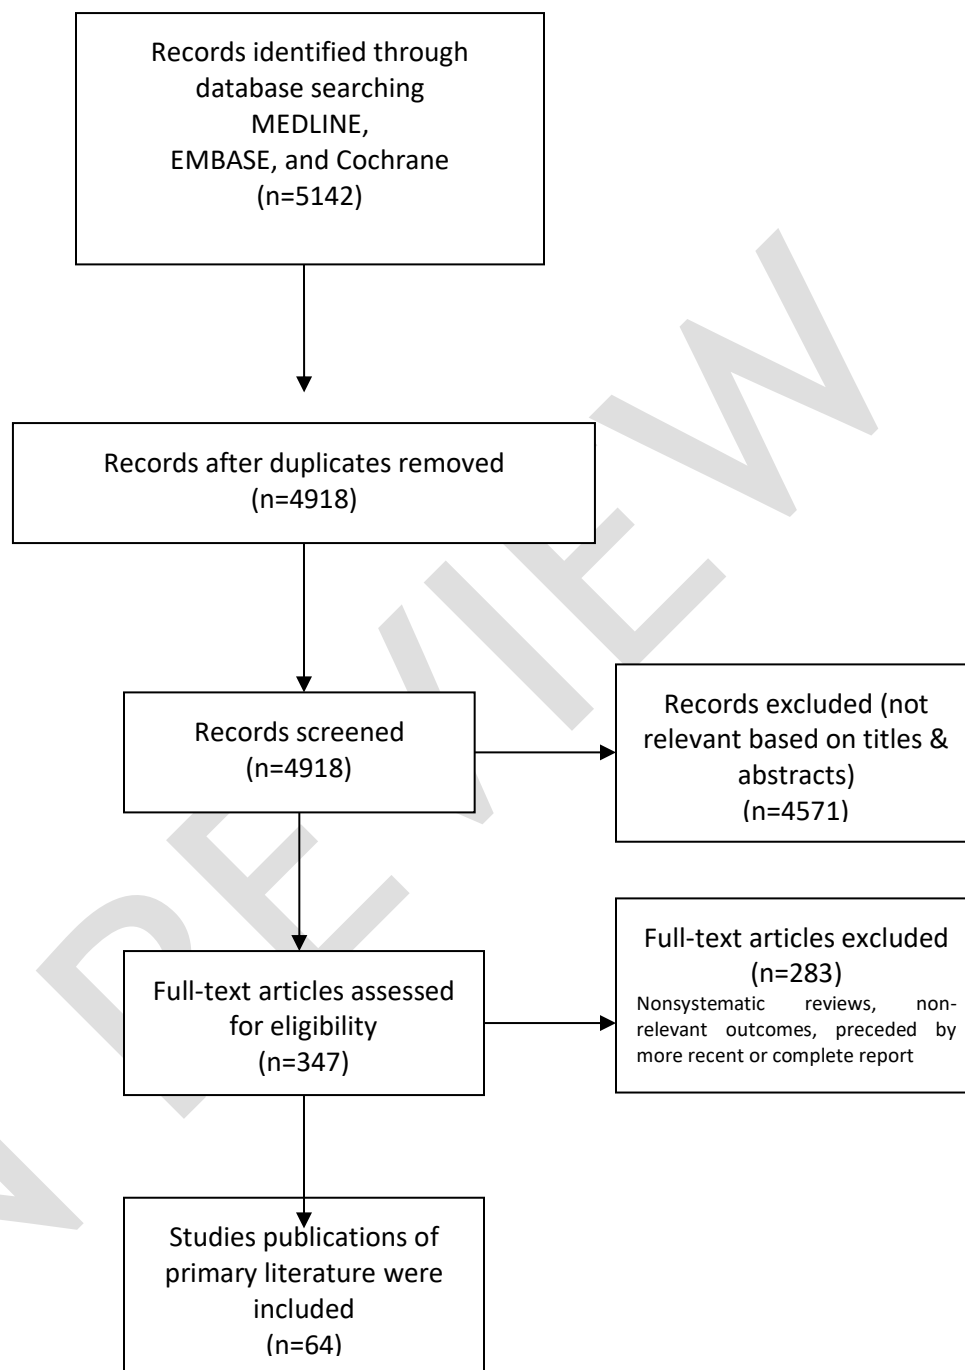 Records identified through
database searching
MEDLINE,
EMBASE, and Cochrane
(n=5142)
Records after duplicates removed
(n=4918)
Records screened
(n=4918)
Records excluded (not
relevant based on titles &
abstracts)
(n=4571)
Full-text articles assessed
for eligibility
(n=347)
Full-text articles excluded
(n=283)
Nonsystematic reviews, non-
relevant outcomes, preceded by
more recent or complete report
Studies publications of
primary literature were
included
(n=64)
N REVIEW